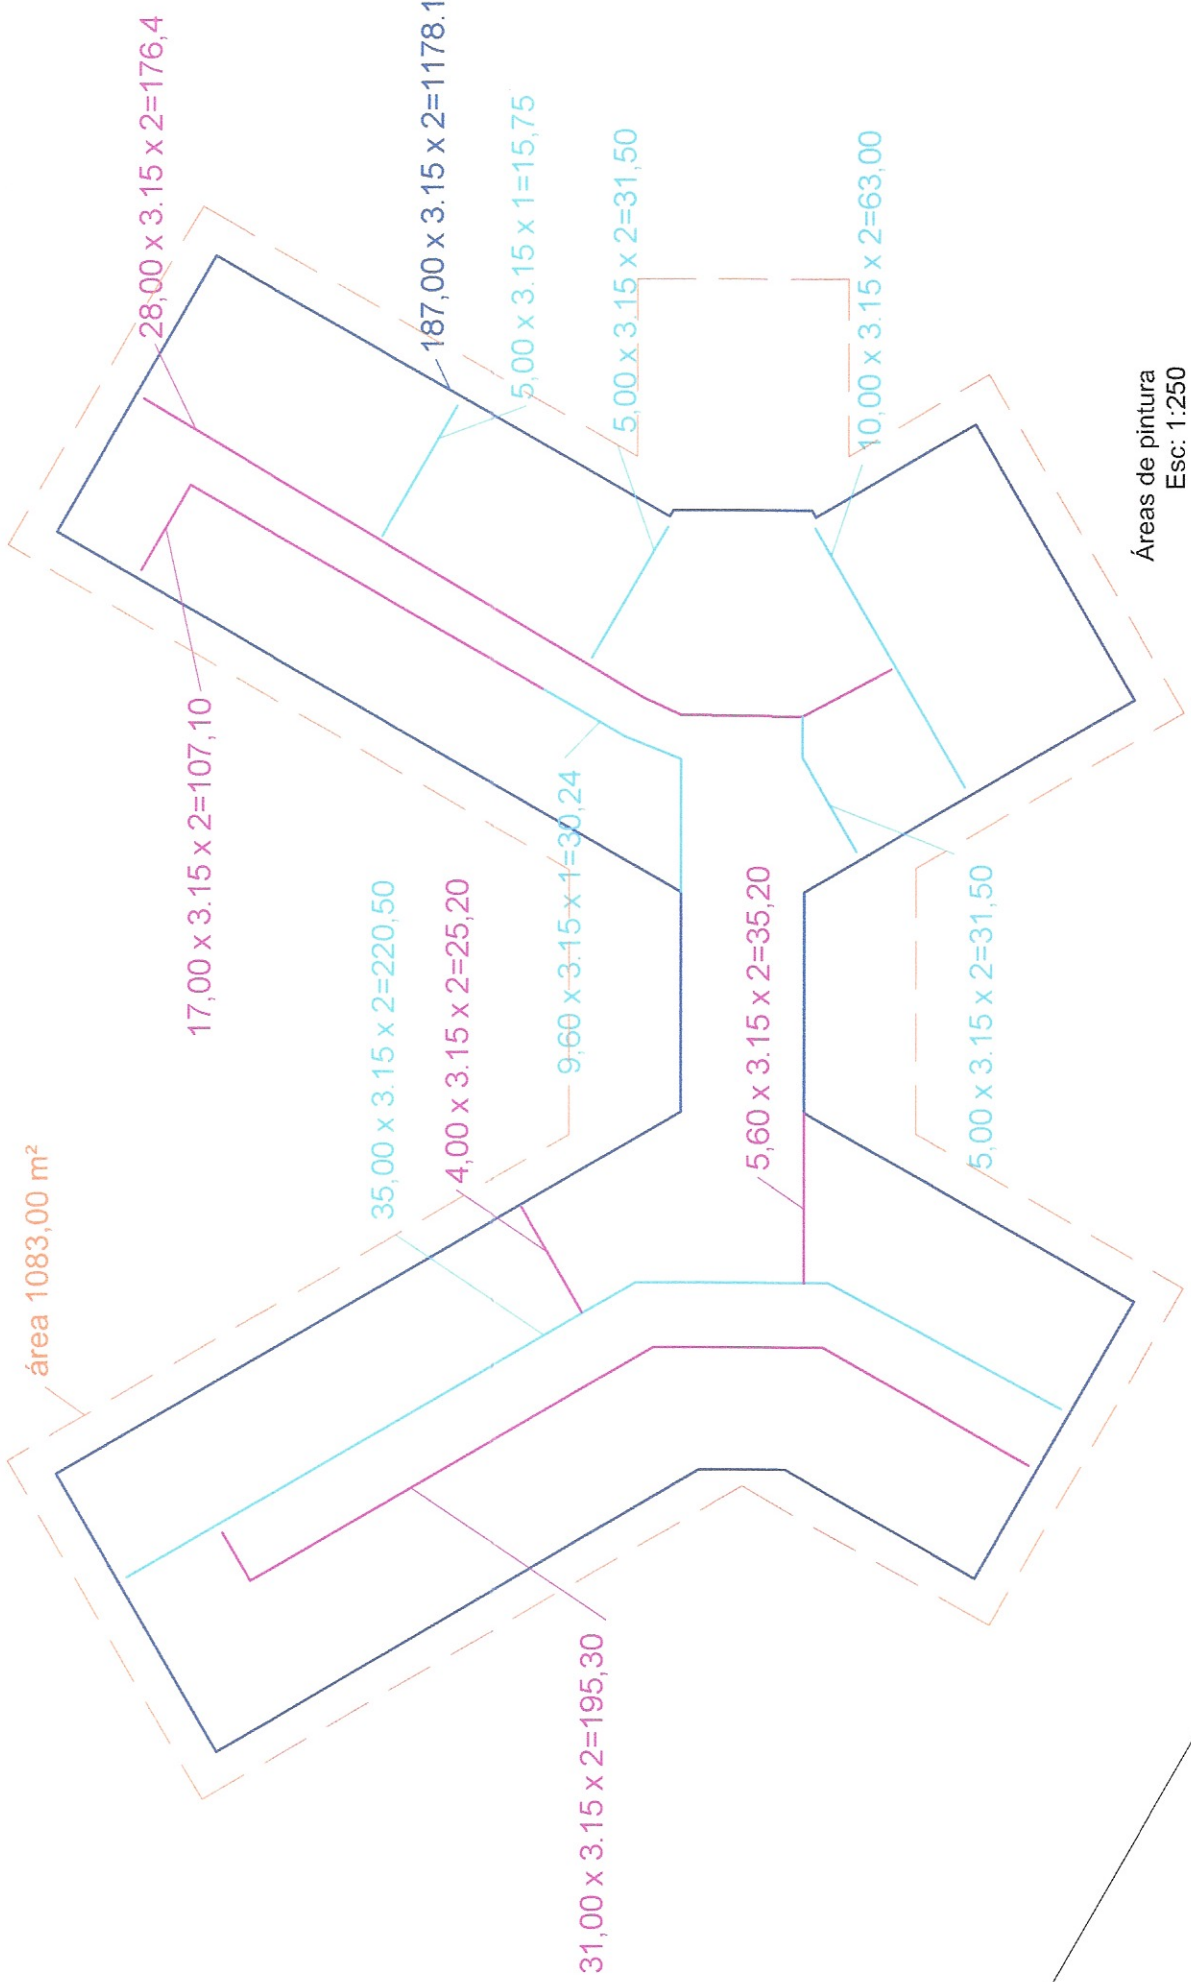 área 1083,00 m²
31,00 x 3.15 x 2=195,30
35,00 x 3.15 x 2=220,50
4,00 x 3.15 x 2=25,20
17,00 x 3.15 x 2=107,10
28,00 x 3.15 x 2=176,4
187,00 x 3.15 x 2=1178.1
5,00 x 3.15 x 1=15,75
5,00 x 3.15 x 2=31,50
10,00 x 3.15 x 2=63,00
9,60 x 3.15 x 1=30,24
5,60 x 3.15 x 2=35,20
5,00 x 3.15 x 2=31,50
Áreas de pintura
Esc: 1:250